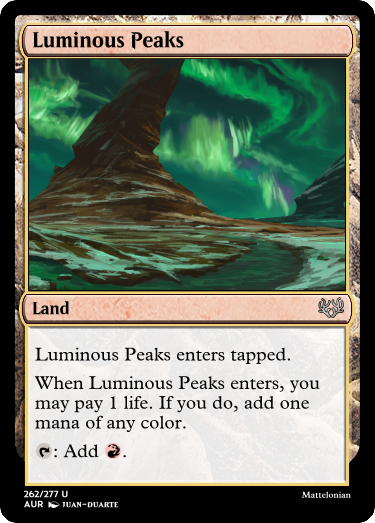 Luminous Peaks
Land
Luminous Peaks enters tapped.
When Luminous Peaks enters, you
may pay 1 life. If you do, add one
mana of any color.
: Add .
262/277 U
AUR JUAN-DUARTE
Mattelonian